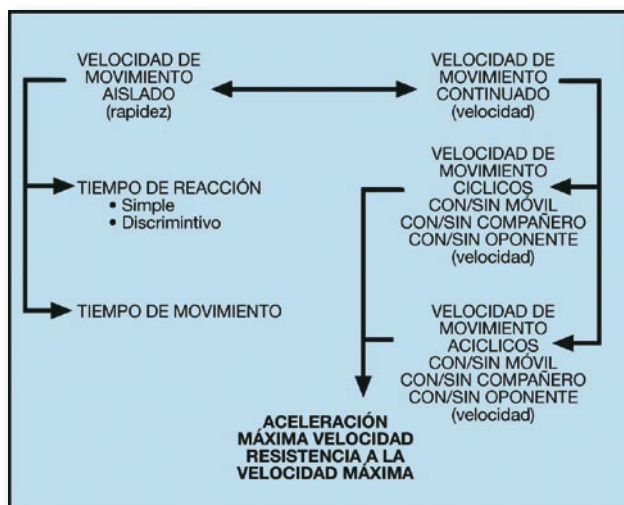 VELOCIDAD DE
MOVIMIENTO
AISLADO
(rapidez)
VELOCIDAD DE
MOVIMIENTO
CONTINUADO
(velocidad)
TIEMPO DE REACCIÓN
• Simple
• Discrimintivo
TIEMPO DE MOVIMIENTO
VELOCIDAD DE
MOVIMIENTO
CICLICOS
CON/SIN MÓVIL
CON/SIN COMPAÑERO
CON/SIN OPONENTE
(velocidad)
VELOCIDAD DE
MOVIMIENTO
ACICLICOS
CON/SIN MÓVIL
CON/SIN COMPAÑERO
CON/SIN OPONENTE
(velocidad)
ACELERACIÓN
MÁXIMA VELOCIDAD
RESISTENCIA A LA
VELOCIDAD MÁXIMA